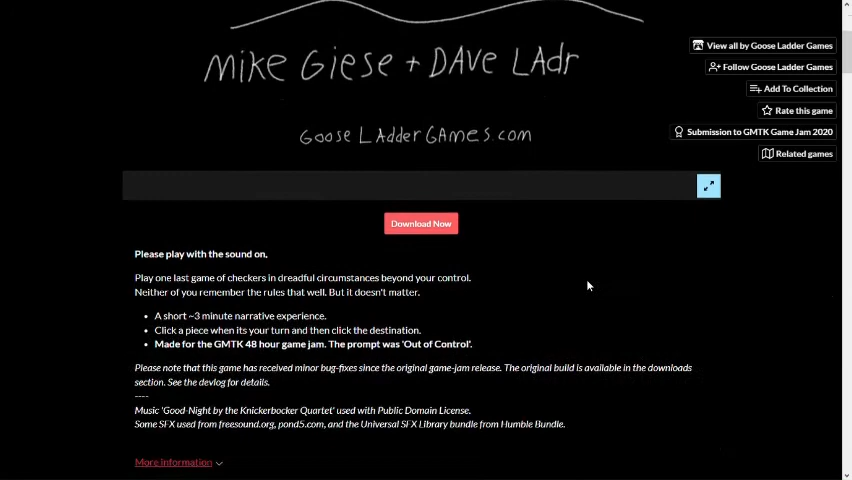 Mike Giese + DAve LAdr
Goose LAdder GAmes.com
View all by Goose Ladder Games
Follow Goose Ladder Games
Add To Collection
Rate this game
Submission to GMTK Game Jam 2020
Related games
Download Now
Please play with the sound on.
Play one last game of checkers in dreadful circumstances beyond your control.
Neither of you remember the rules that well. But it doesn't matter.
• A short ~3 minute narrative experience.
• Click a piece when its your turn and then click the destination.
• Made for the GMTK 48 hour game jam. The prompt was 'Out of Control'.
Please note that this game has received minor bug-fixes since the original game-jam release. The original build is available in the downloads
section. See the devlog for details.
----
Music 'Good-Night by the Knickerbocker Quartet' used with Public Domain License.
Some SFX used from freesound.org, pond5.com, and the Universal SFX Library bundle from Humble Bundle.
More information